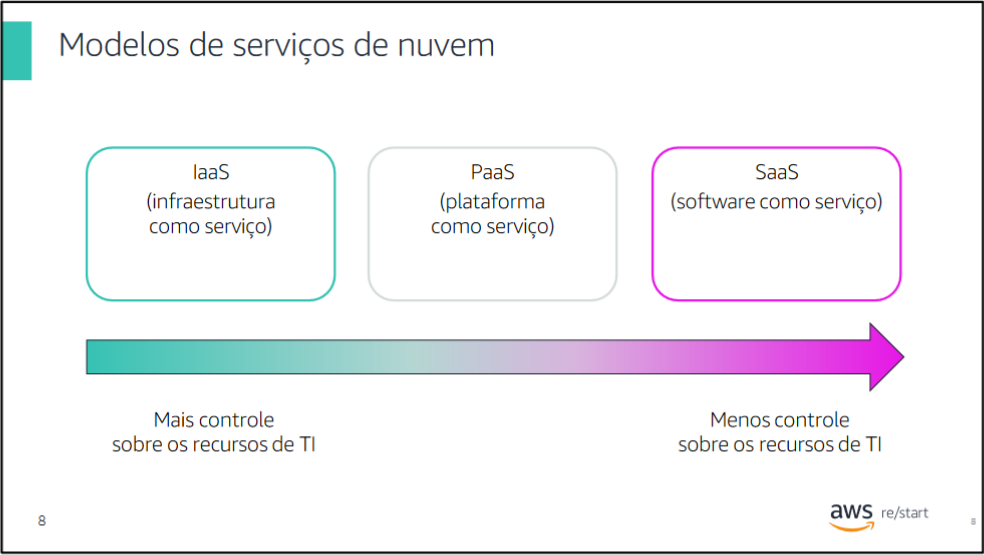 Modelos de serviços de nuvem
IaaS
(infraestrutura
como serviço)
PaaS
(plataforma
como serviço)
SaaS
(software como serviço)
Mais controle
sobre os recursos de TI
Menos controle
sobre os recursos de TI
8
aws re/start
8